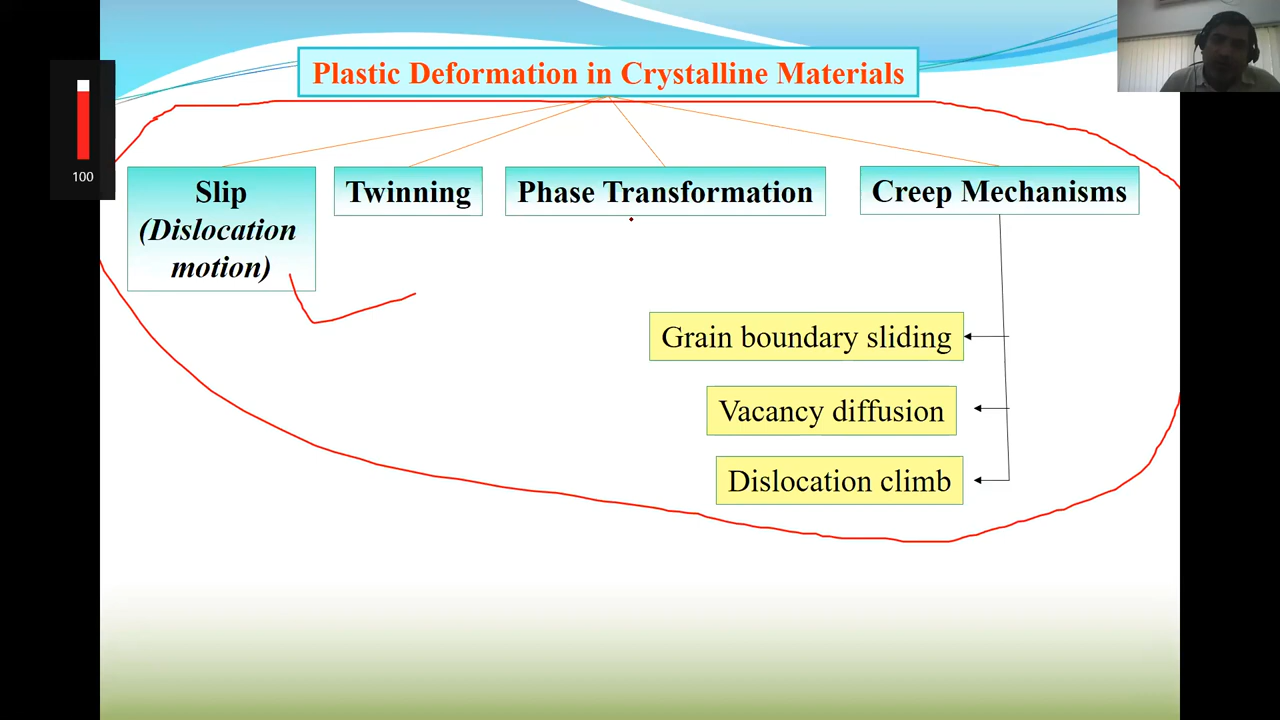 Plastic Deformation in Crystalline Materials
100
Slip
(Dislocation
motion)
Twinning
Phase Transformation
Creep Mechanisms
Grain boundary sliding
Vacancy diffusion
Dislocation climb